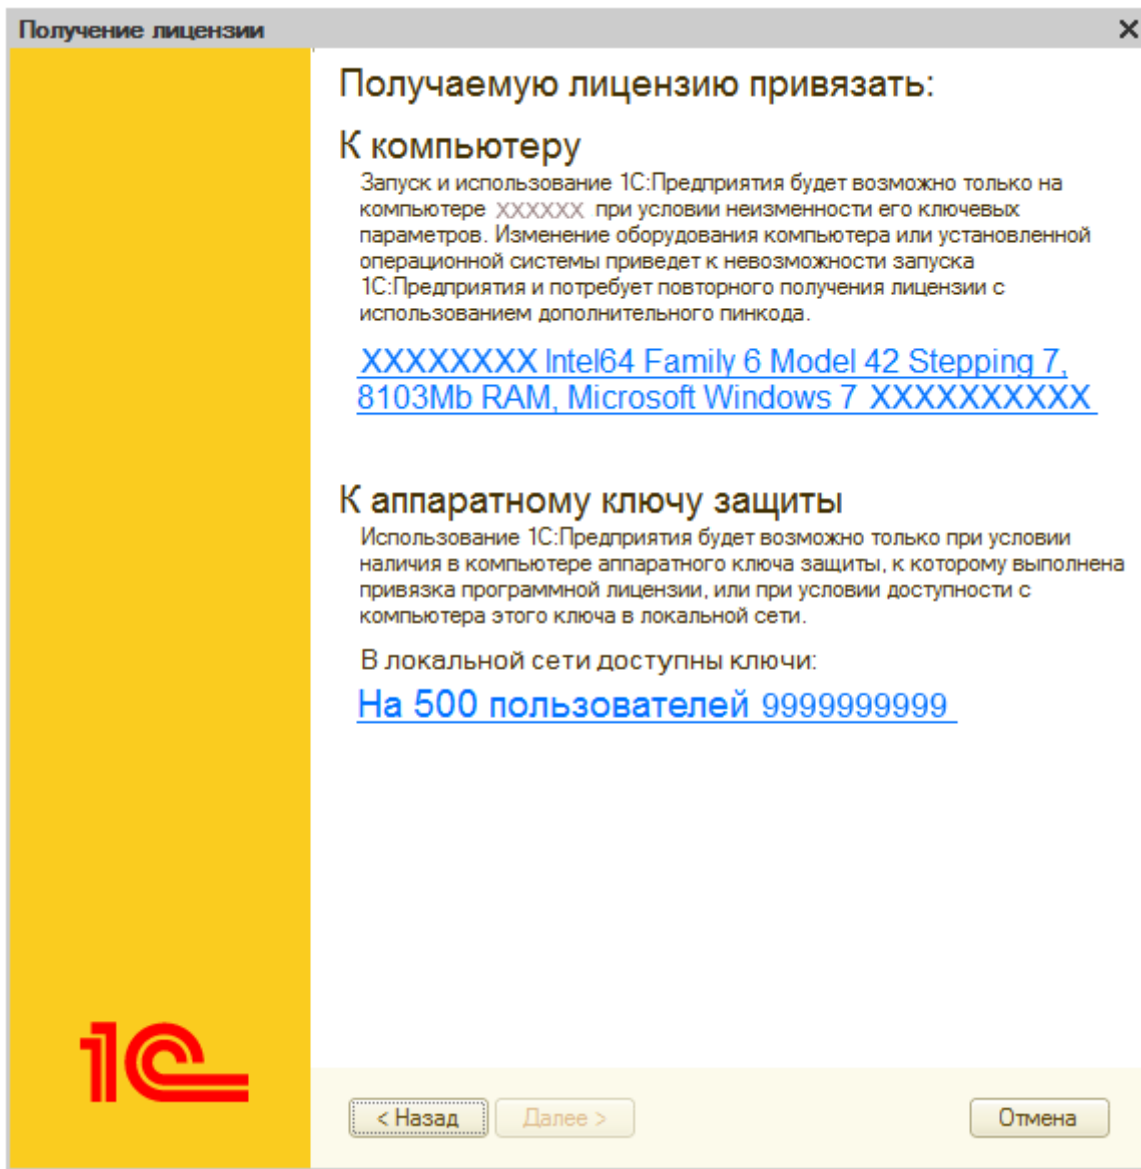 Получение лицензии
Получаемую лицензию привязать:
К компьютеру
Запуск и использование 1С:Предприятия будет возможно только на
компьютере XXXXXX при условии неизменности его ключевых
параметров. Изменение оборудования компьютера или установленной
операционной системы приведет к невозможности запуска
1С:Предприятия и потребует повторного получения лицензии с
использованием дополнительного пинкода.
XXXXXXXX Intel64 Family 6 Model 42 Stepping 7,
8103Mb RAM, Microsoft Windows 7 XXXXXXXXXX
К аппаратному ключу защиты
Использование 1С:Предприятия будет возможно только при условии
наличия в компьютере аппаратного ключа защиты, к которому выполнена
привязка программной лицензии, или при условии доступности с
компьютера этого ключа в локальной сети.
В локальной сети доступны ключи:
На 500 пользователей 9999999999
1С
< Назад
Далее >
Отмена